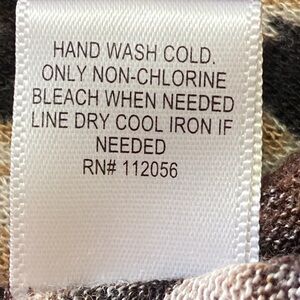 HAND WASH COLD.
ONLY NON-CHLORINE
BLEACH WHEN NEEDED
LINE DRY COOL IRON IF
NEEDED
RN# 112056